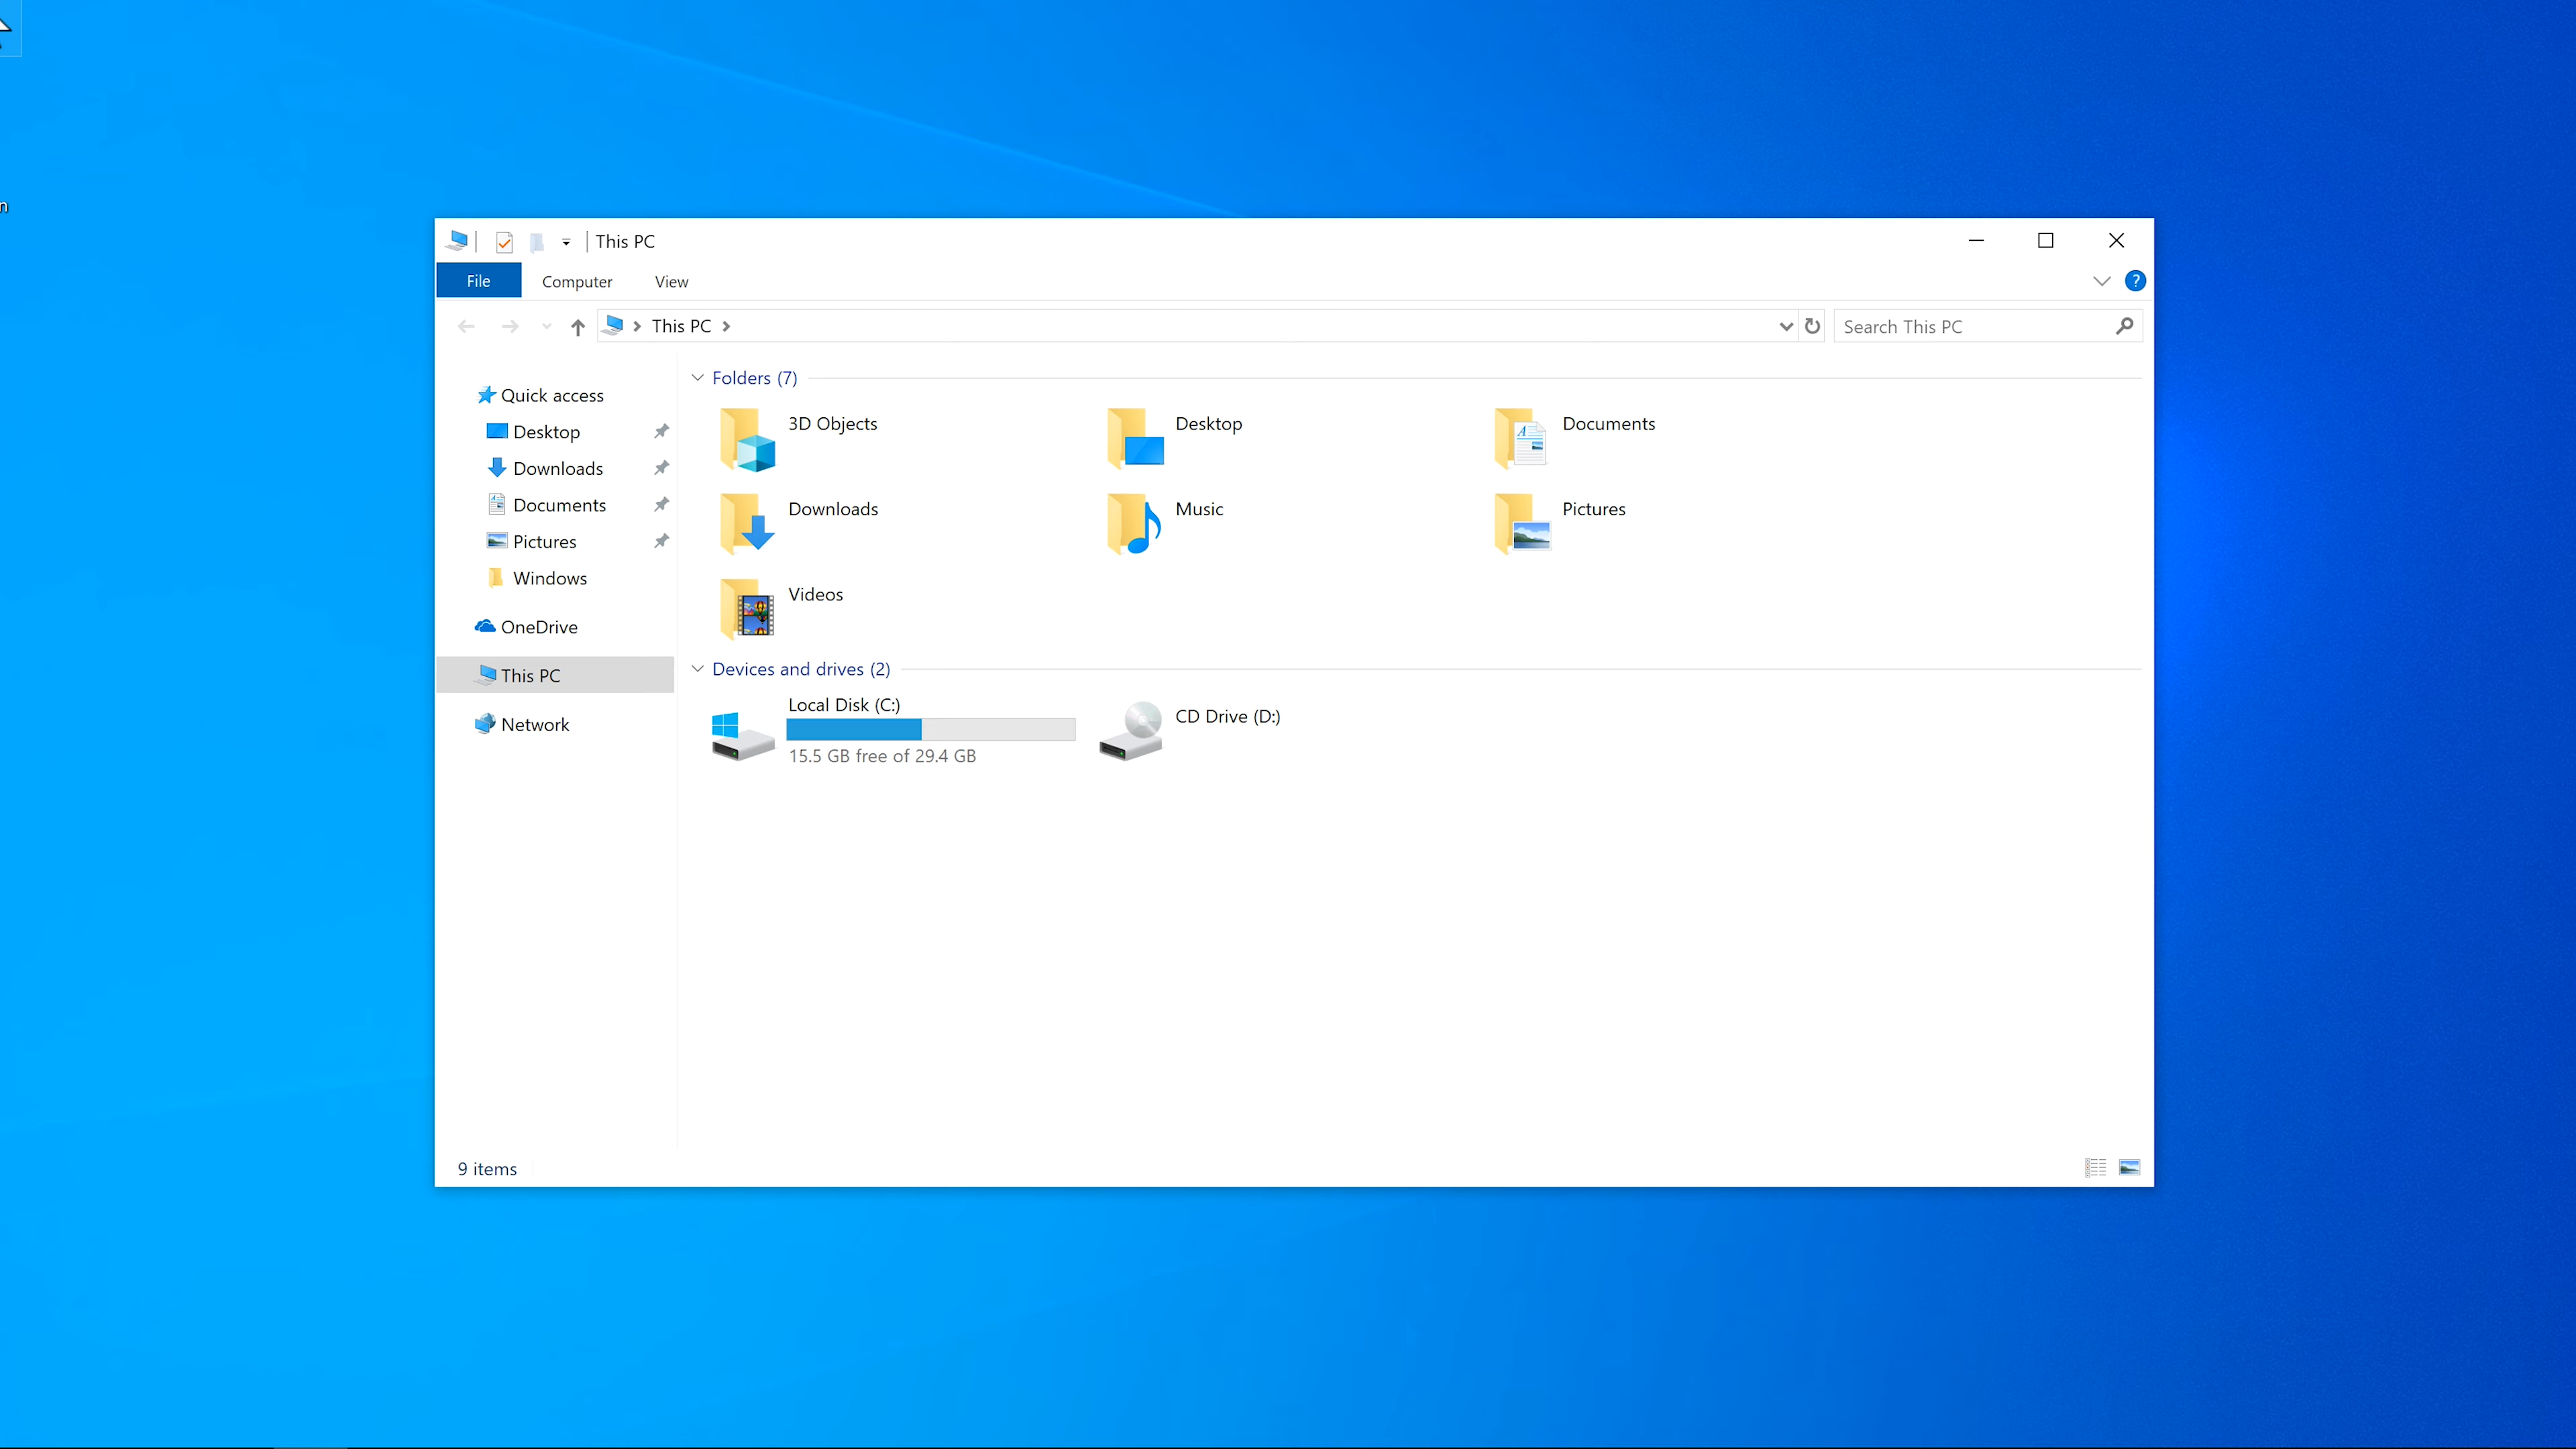 n
This PC
File Computer View
?
This PC
Search This PC
Quick access
Desktop
Downloads
Documents
Pictures
Windows
OneDrive
This PC
Network
Folders (7)
3D Objects
Desktop
Documents
Downloads
Music
Pictures
Videos
Devices and drives (2)
Local Disk (C:)
15.5 GB free of 29.4 GB
CD Drive (D:)
9 items